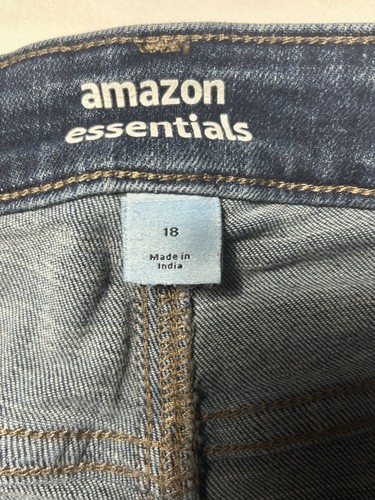 amazon
essentials
18
Made in
India